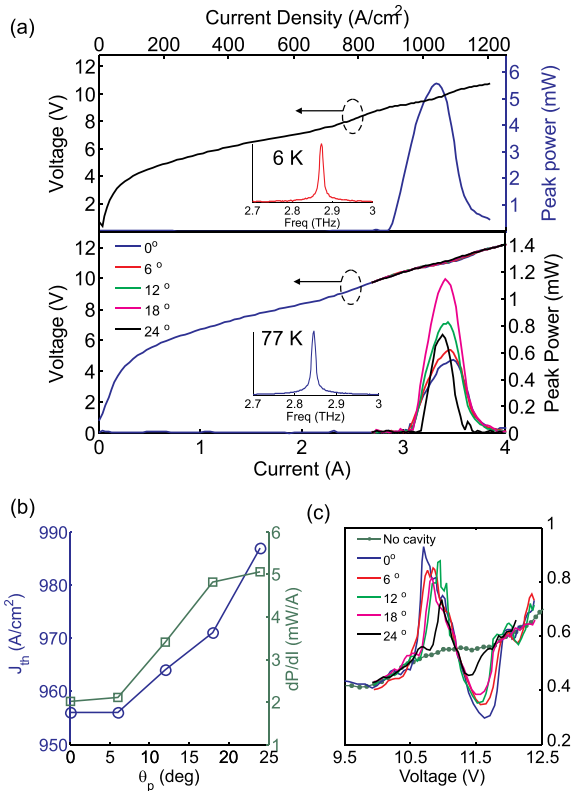 (a)
Current Density (A/cm²)
0 200 400 600 800 1000 1200
Voltage (V)
12
10
8
6
4
2
6
5
4
3
2
1
Peak power (mW)
6 K
2.7 2.8 2.9 3
Freq (THz)
Voltage (V)
12
10
8
6
4
2
0
0°
6 °
12 °
18 °
24 °
77 K
2.7 2.8 2.9 3
Freq (THz)
1.4
1.2
1
0.8
0.6
0.4
0.2
0
Peak Power (mW)
0 1 2 3 4
Current (A)
(b)
J_th (A/cm²)
990
980
970
960
950
5
4
3
2
1
dP/dI (mW/A)
0 5 10 15 20 25
θ_p (deg)
(c)
No cavity
0°
6 °
12 °
18 °
24 °
1
0.8
0.6
0.4
0.2
9.5 10.5 11.5 12.5
Voltage (V)